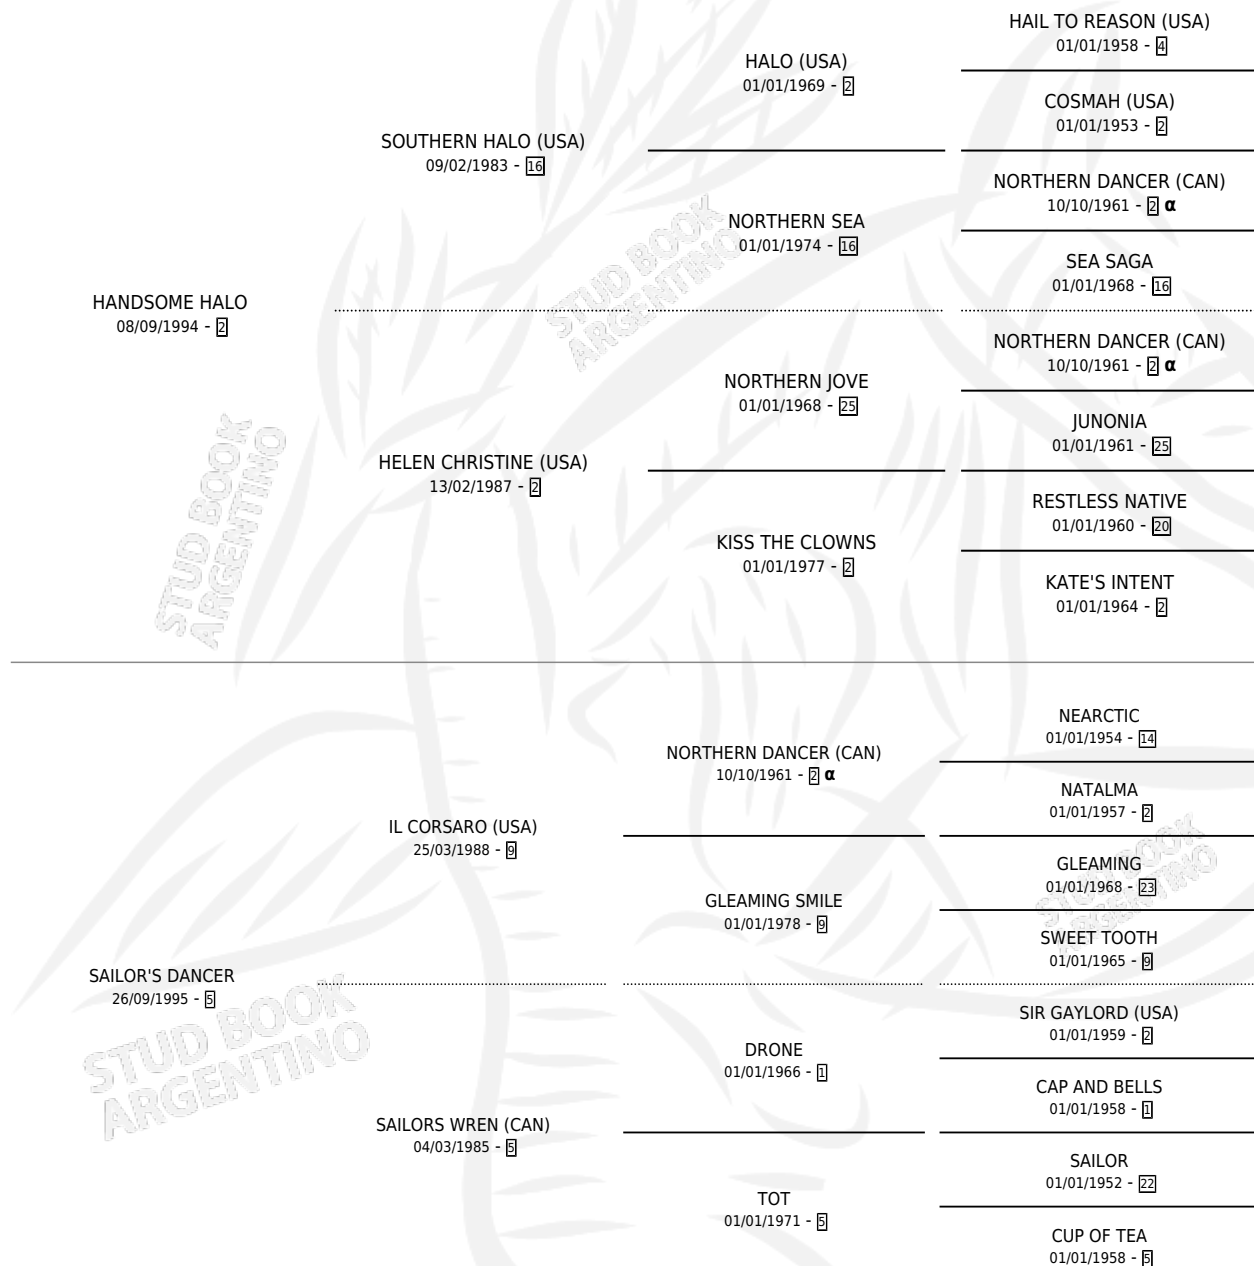 HAIL TO REASON (USA)
01/01/1958 - 4
HALO (USA)
01/01/1969 - 2
COSMAH (USA)
01/01/1953 - 2
SOUTHERN HALO (USA)
09/02/1983 - 16
NORTHERN DANCER (CAN)
10/10/1961 - 2 α
NORTHERN SEA
01/01/1974 - 16
SEA SAGA
01/01/1968 - 16
HANDSOME HALO
08/09/1994 - 2
STUD BOOK
ARGENTINO
NORTHERN DANCER (CAN)
10/10/1961 - 2 α
NORTHERN JOVE
01/01/1968 - 25
JUNONIA
01/01/1961 - 25
HELEN CHRISTINE (USA)
13/02/1987 - 2
STUD BOOK
ARGENTINO
RESTLESS NATIVE
01/01/1960 - 20
KISS THE CLOWNS
01/01/1977 - 2
KATE'S INTENT
01/01/1964 - 2
NEARCTIC
01/01/1954 - 14
NORTHERN DANCER (CAN)
10/10/1961 - 2 α
NATALMA
01/01/1957 - 2
IL CORSARO (USA)
25/03/1988 - 9
GLEAMING
01/01/1968 - 23
STUD BOOK
ARGENTINO
GLEAMING SMILE
01/01/1978 - 9
SWEET TOOTH
01/01/1965 - 9
SAILOR'S DANCER
26/09/1995 - 5
STUD BOOK
ARGENTINO
SIR GAYLORD (USA)
01/01/1959 - 2
DRONE
01/01/1966 - 1
CAP AND BELLS
01/01/1958 - 1
SAILORS WREN (CAN)
04/03/1985 - 5
SAILOR
01/01/1952 - 22
TOT
01/01/1971 - 5
CUP OF TEA
01/01/1958 - 5